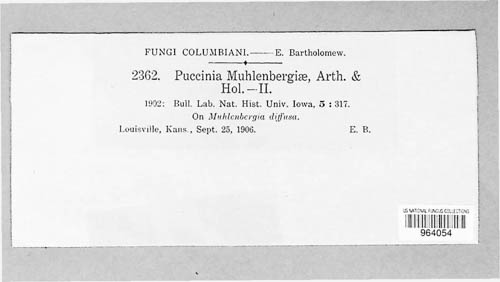 FUNGI COLUMBIANI.——E. Bartholomew.
2362. Puccinia Muhlenbergiæ, Arth. &
Hol.—II.
1902: Bull. Lab. Nat. Hist. Univ. Iowa, 5 : 317.
On Muhlenbergia diffusa.
Louisville, Kans., Sept. 25, 1906. E. B.
US NATIONAL FUNGUS COLLECTIONS
964054